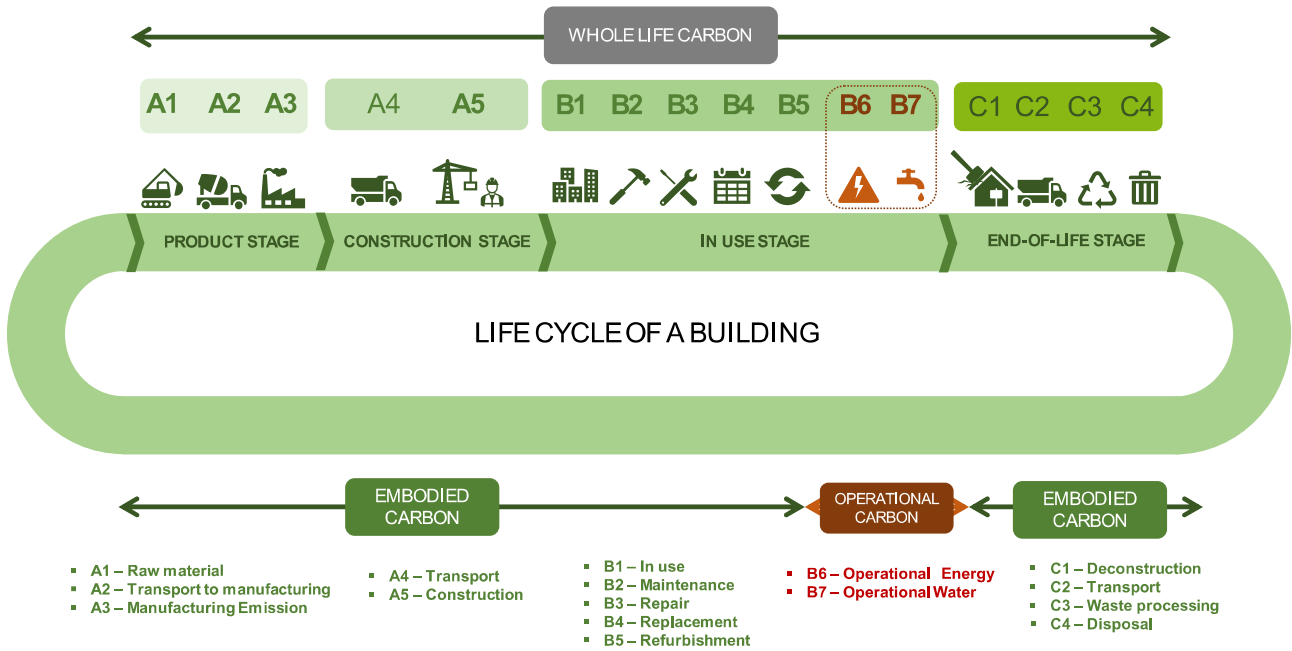 WHOLE LIFE CARBON
A1 A2 A3 A4 A5 B1 B2 B3 B4 B5 B6 B7 C1 C2 C3 C4
PRODUCT STAGE
CONSTRUCTION STAGE
IN USE STAGE
END-OF-LIFE STAGE
LIFE CYCLE OF A BUILDING
EMBODIED
CARBON
OPERATIONAL
CARBON
EMBODIED
CARBON
▪ A1 – Raw material
▪ A2 – Transport to manufacturing
▪ A3 – Manufacturing Emission
▪ A4 – Transport
▪ A5 – Construction
▪ B1 – In use
▪ B2 – Maintenance
▪ B3 – Repair
▪ B4 – Replacement
▪ B5 – Refurbishment
▪ B6 – Operational Energy
▪ B7 – Operational Water
▪ C1 – Deconstruction
▪ C2 – Transport
▪ C3 – Waste processing
▪ C4 – Disposal